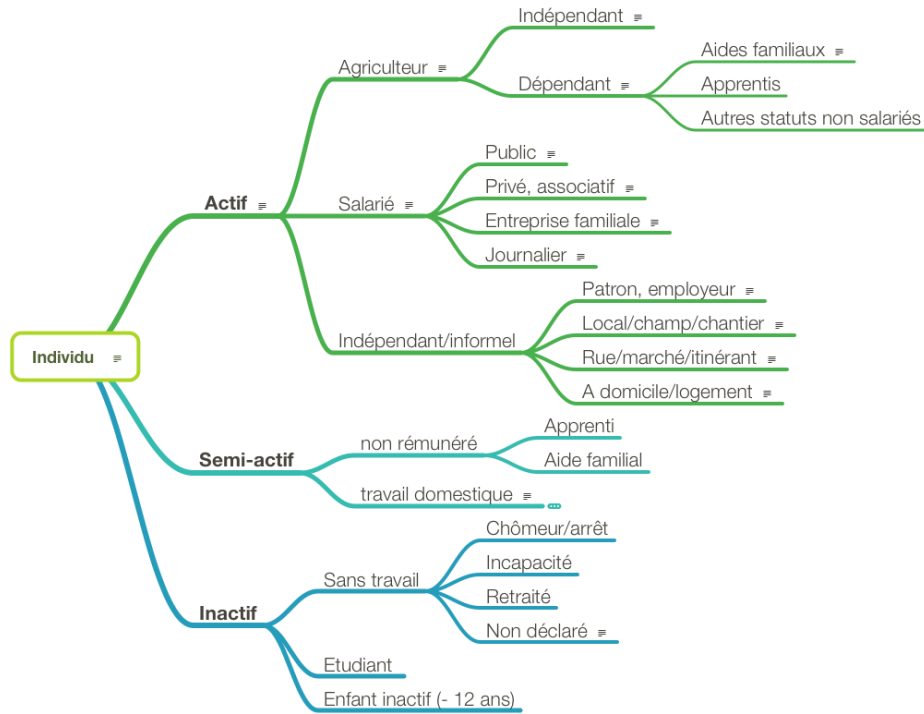 Individu
Actif
Agriculteur
Indépendant
Dépendant
Aides familiaux
Apprentis
Autres statuts non salariés
Salarié
Public
Privé, associatif
Entreprise familiale
Journalier
Indépendant/informel
Patron, employeur
Local/champ/chantier
Rue/marché/itinérant
A domicile/logement
Semi-actif
non rémunéré
Apprenti
Aide familial
travail domestique
Inactif
Sans travail
Chômeur/arrêt
Incapacité
Retraité
Non déclaré
Etudiant
Enfant inactif (- 12 ans)